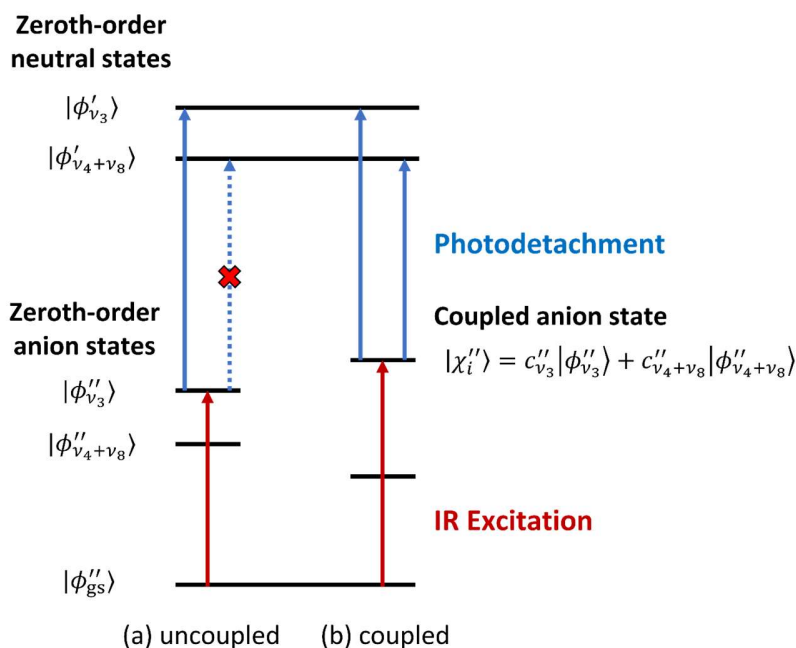 Zeroth-order
neutral states
|ϕ′ν₃⟩
|ϕ′ν₄+ν₈⟩
Photodetachment
Zeroth-order
anion states
Coupled anion state
|χᵢ″⟩ = c″ν₃|ϕ″ν₃⟩ + c″ν₄+ν₈|ϕ″ν₄+ν₈⟩
|ϕ″ν₃⟩
|ϕ″ν₄+ν₈⟩
IR Excitation
|ϕ″gs⟩
(a) uncoupled (b) coupled